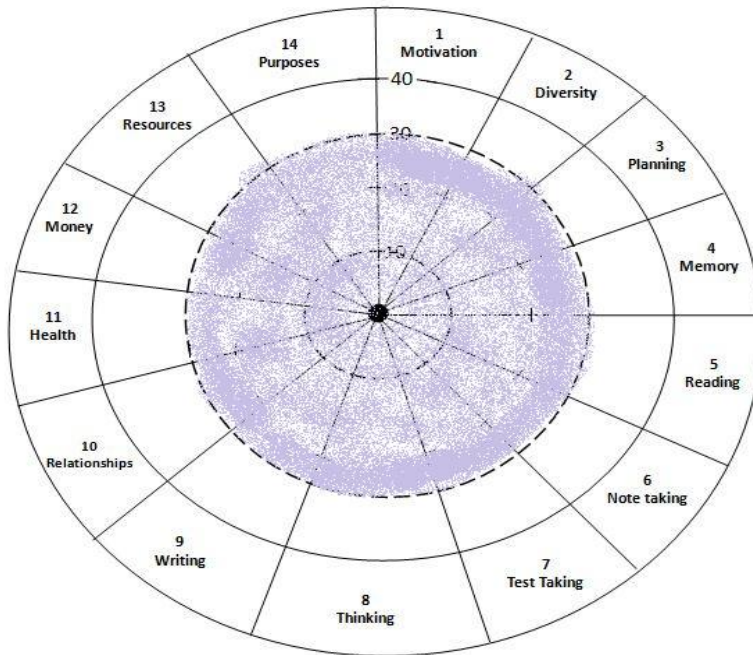 1
Motivation
2
Diversity
3
Planning
4
Memory
5
Reading
6
Note taking
7
Test Taking
8
Thinking
9
Writing
10
Relationships
11
Health
12
Money
13
Resources
14
Purposes
40
10